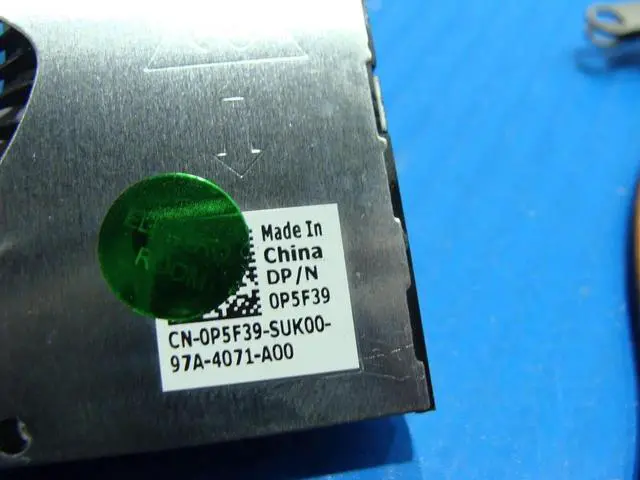 Made In
China
DP/N
0P5F39
CN-0P5F39-SUK00-
97A-4071-A00